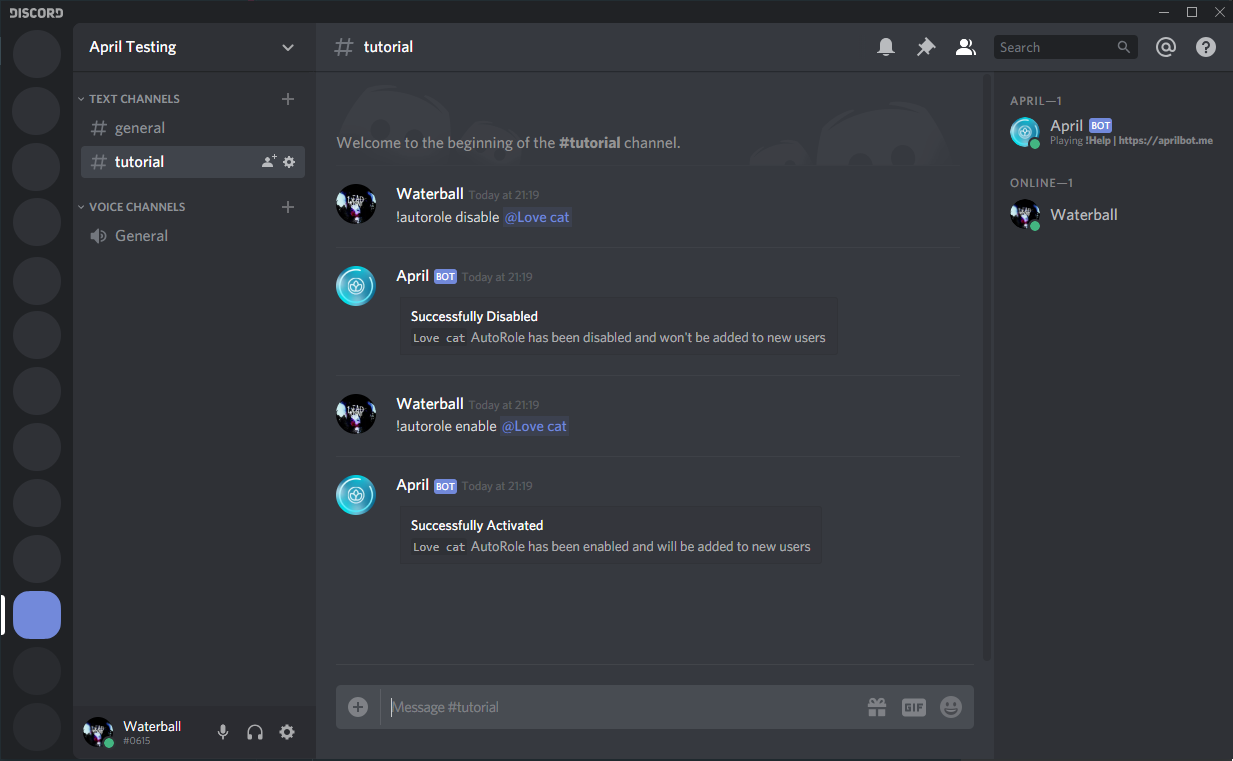 DISCORD
April Testing
TEXT CHANNELS
general
tutorial
VOICE CHANNELS
General
Waterball
#0615
# tutorial
Search
Welcome to the beginning of the #tutorial channel.
Waterball Today at 21:19
!autorole disable @Love cat
April BOT Today at 21:19
Successfully Disabled
Love cat AutoRole has been disabled and won't be added to new users
Waterball Today at 21:19
!autorole enable @Love cat
April BOT Today at 21:19
Successfully Activated
Love cat AutoRole has been enabled and will be added to new users
Message #tutorial
GIF
APRIL—1
April BOT
Playing !Help | https://aprilbot.me
ONLINE—1
Waterball